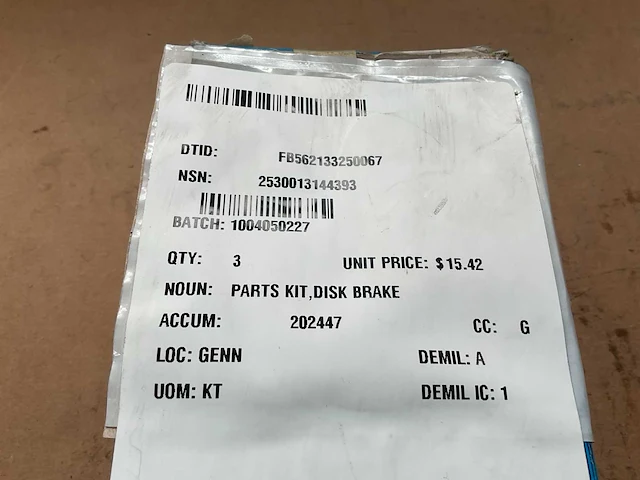 DTID: FB562133250067
NSN: 2530013144393
BATCH: 1004050227
QTY: 3 UNIT PRICE: $15.42
NOUN: PARTS KIT,DISK BRAKE
ACCUM: 202447 CC: G
LOC: GENN DEMIL: A
UOM: KT DEMIL IC: 1